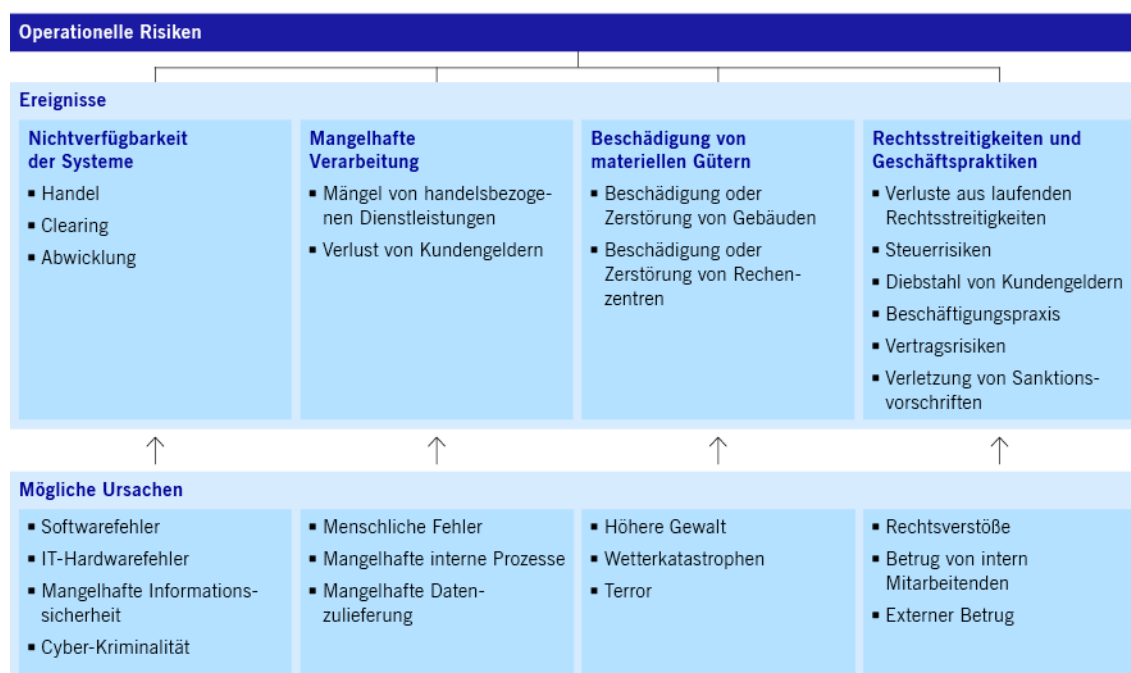 Operationelle Risiken
Ereignisse
Nichtverfügbarkeit
der Systeme
▪ Handel
▪ Clearing
▪ Abwicklung
Mangelhafte
Verarbeitung
▪ Mängel von handelsbezoge-
nen Dienstleistungen
▪ Verlust von Kundengeldern
Beschädigung von
materiellen Gütern
▪ Beschädigung oder
Zerstörung von Gebäuden
▪ Beschädigung oder
Zerstörung von Rechen-
zentren
Rechtsstreitigkeiten und
Geschäftspraktiken
▪ Verluste aus laufenden
Rechtsstreitigkeiten
▪ Steuerrisiken
▪ Diebstahl von Kundengeldern
▪ Beschäftigungspraxis
▪ Vertragsrisiken
▪ Verletzung von Sanktions-
vorschriften
Mögliche Ursachen
▪ Softwarefehler
▪ IT-Hardwarefehler
▪ Mangelhafte Informations-
sicherheit
▪ Cyber-Kriminalität
▪ Menschliche Fehler
▪ Mangelhafte interne Prozesse
▪ Mangelhafte Daten-
zulieferung
▪ Höhere Gewalt
▪ Wetterkatastrophen
▪ Terror
▪ Rechtsverstöße
▪ Betrug von intern
Mitarbeitenden
▪ Externer Betrug